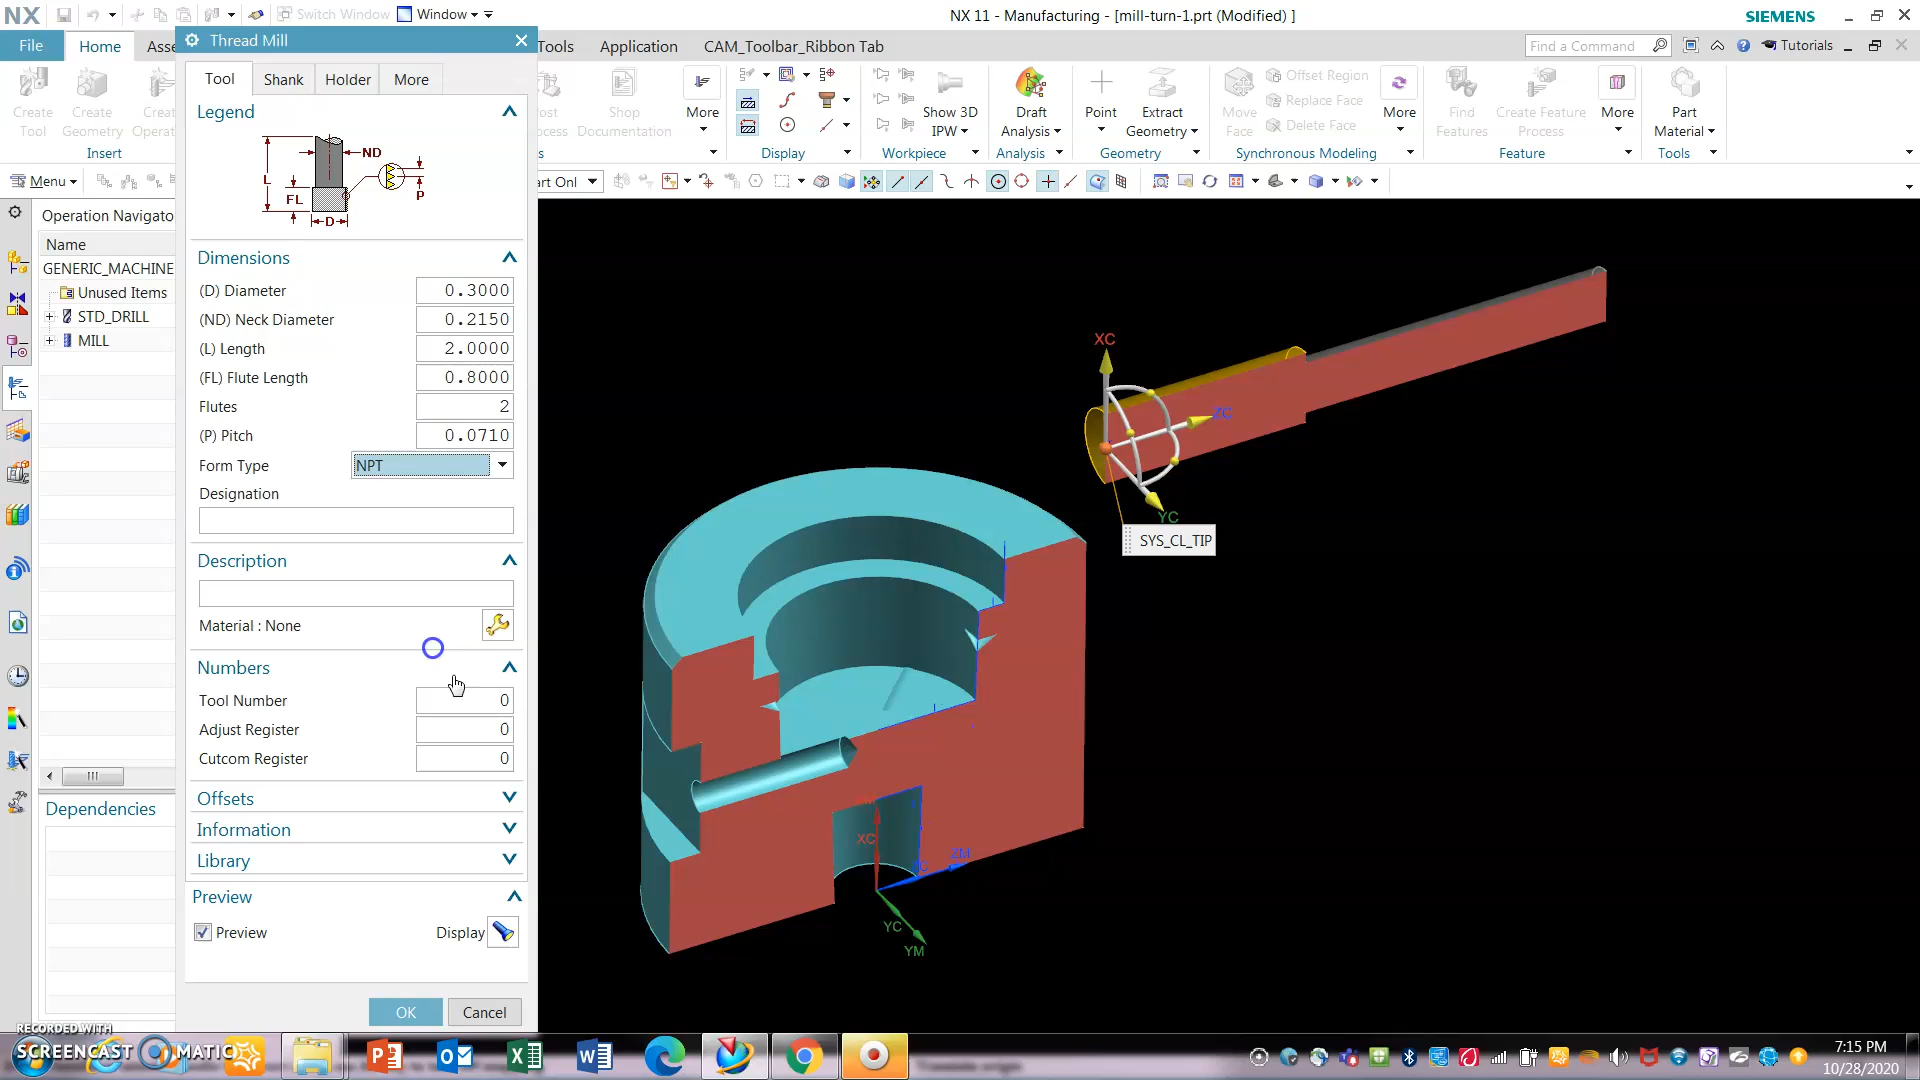 NX
Switch Window
Window
NX 11 - Manufacturing - [mill-turn-1.prt (Modified) ]
SIEMENS
File
Home
Asse
Tools
Application
CAM_Toolbar_Ribbon Tab
Find a Command
Tutorials
Thread Mill
Tool
Shank
Holder
More
Create
Tool
Create
Geometry
Creat
Operat
Insert
ost
ocess
Shop
Documentation
More
s
Display
Show 3D
IPW
Workpiece
Draft
Analysis
Analysis
Point
Extract
Geometry
Geometry
Move
Face
Offset Region
Replace Face
Delete Face
More
Synchronous Modeling
Find
Features
Create Feature
Process
More
Feature
Part
Material
Tools
Menu
art Onl
Operation Navigato
Name
GENERIC_MACHINE
Unused Items
STD_DRILL
MILL
Dependencies
Legend
ND
L
FL
P
D
Dimensions
(D) Diameter 0.3000
(ND) Neck Diameter 0.2150
(L) Length 2.0000
(FL) Flute Length 0.8000
Flutes 2
(P) Pitch 0.0710
Form Type NPT
Designation
Description
Material : None
Numbers
Tool Number 0
Adjust Register 0
Cutcom Register 0
Offsets
Information
Library
Preview
Preview
Display
OK
Cancel
XC
ZC
YC
SYS_CL_TIP
XC
ZM
YC
YM
RECORDED WITH
SCREENCAST MATIC
7:15 PM
10/28/2020